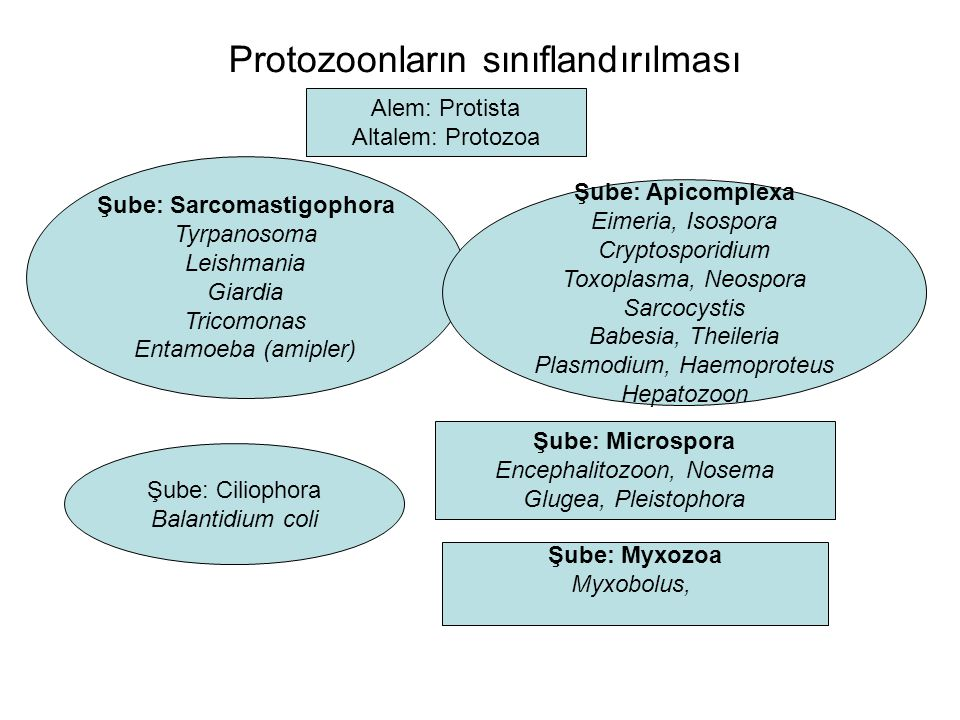 Protozoonların sınıflandırılması
Alem: Protista
Altalem: Protozoa
Şube: Sarcomastigophora
Tyrpanosoma
Leishmania
Giardia
Tricomonas
Entamoeba (amipler)
Şube: Apicomplexa
Eimeria, Isospora
Cryptosporidium
Toxoplasma, Neospora
Sarcocystis
Babesia, Theileria
Plasmodium, Haemoproteus
Hepatozoon
Şube: Ciliophora
Balantidium coli
Şube: Microspora
Encephalitozoon, Nosema
Glugea, Pleistophora
Şube: Myxozoa
Myxobolus,